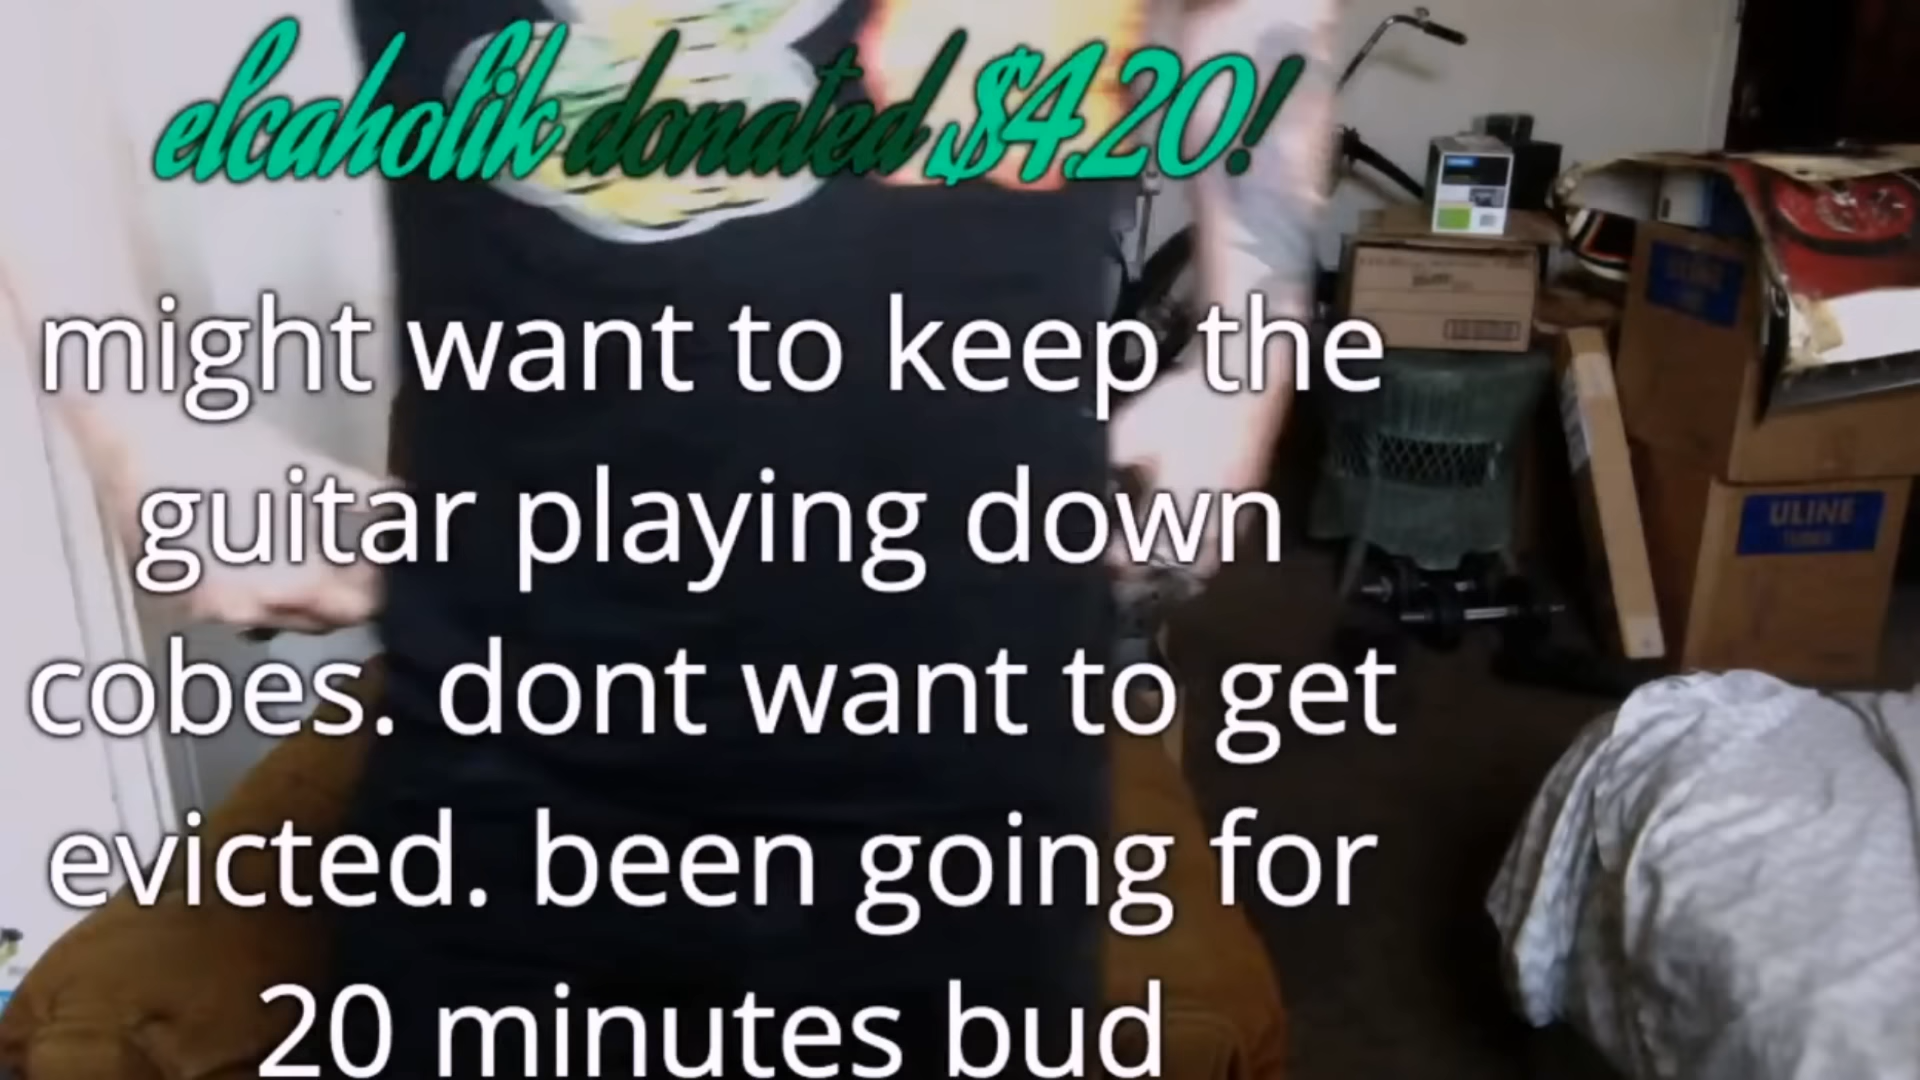 elcaholik donated $4.20!
might want to keep the
guitar playing down
cobes. dont want to get
evicted. been going for
20 minutes bud
ULINE